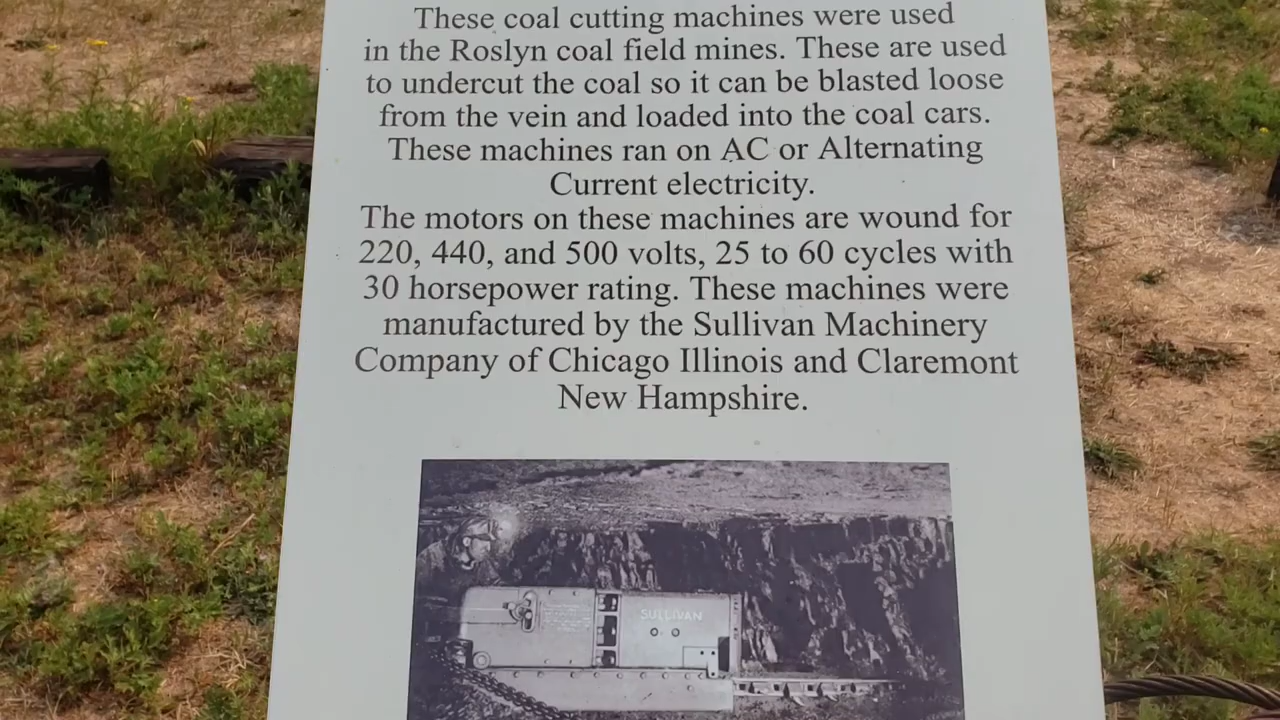 These coal cutting machines were used
in the Roslyn coal field mines. These are used
to undercut the coal so it can be blasted loose
from the vein and loaded into the coal cars.
These machines ran on AC or Alternating
Current electricity.
The motors on these machines are wound for
220, 440, and 500 volts, 25 to 60 cycles with
30 horsepower rating. These machines were
manufactured by the Sullivan Machinery
Company of Chicago Illinois and Claremont
New Hampshire.
SULLIVAN